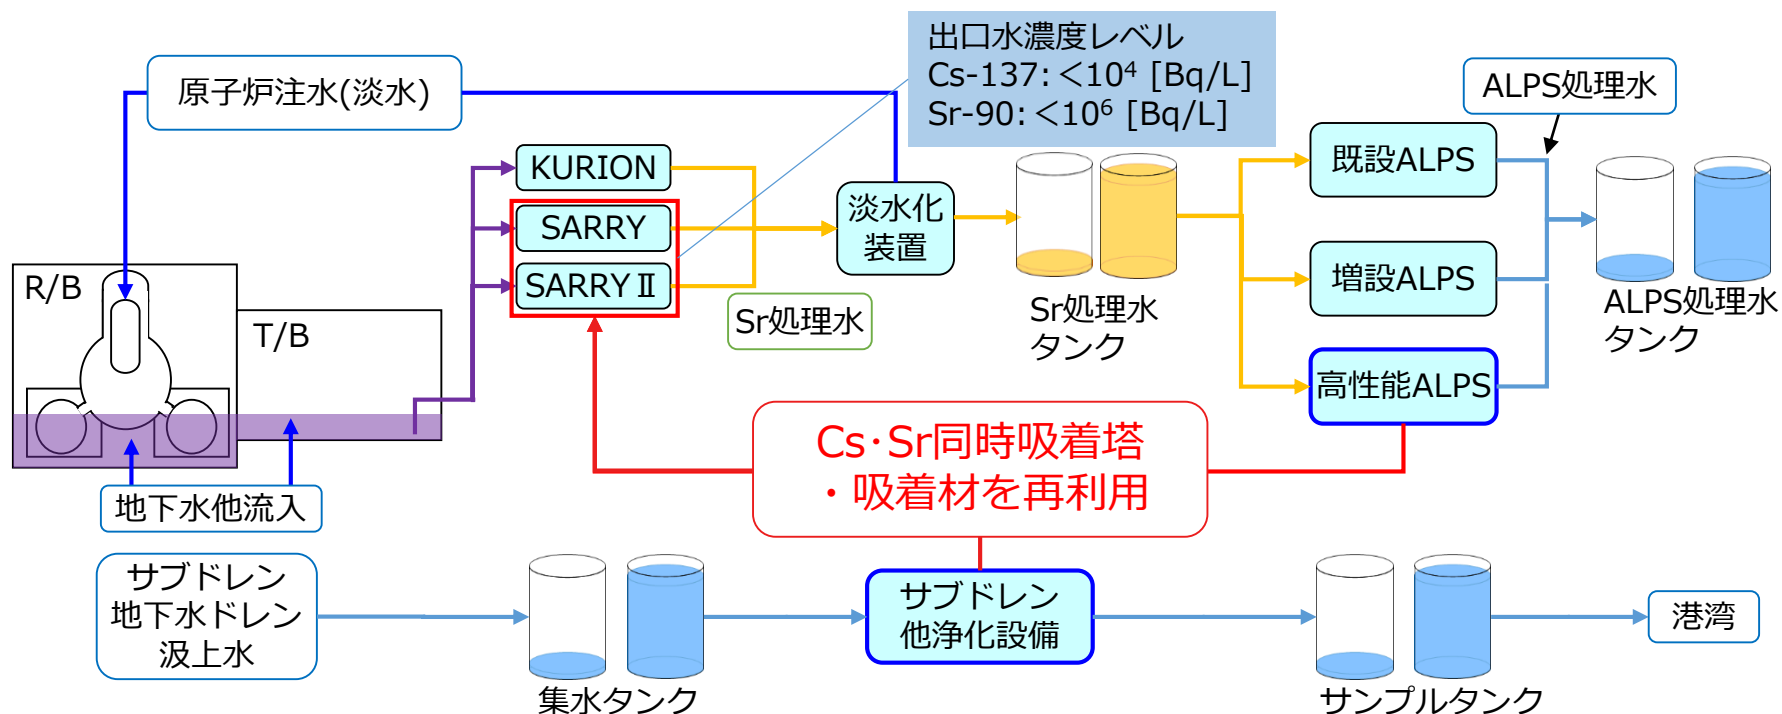 原子炉注水(淡水)
出口水濃度レベル
Cs-137:<10⁴ [Bq/L]
Sr-90:<10⁶ [Bq/L]
ALPS処理水
KURION
SARRY
SARRYⅡ
淡水化
装置
既設ALPS
増設ALPS
高性能ALPS
R/B
T/B
Sr処理水
Sr処理水
タンク
ALPS処理水
タンク
Cs・Sr同時吸着塔
・吸着材を再利用
地下水他流入
サブドレン
地下水ドレン
汲上水
集水タンク
サブドレン
他浄化設備
サンプルタンク
港湾